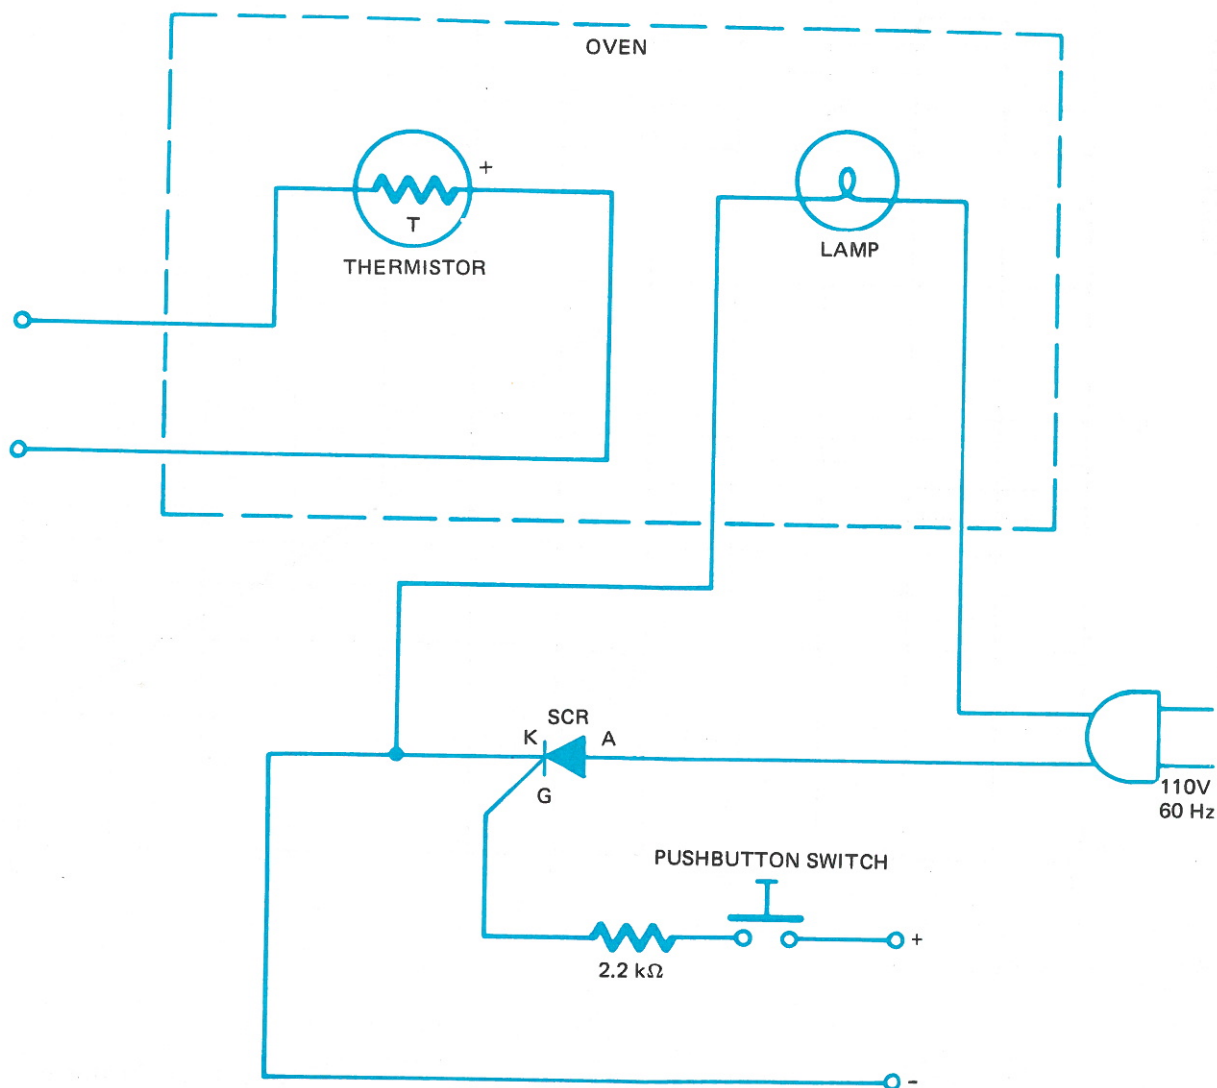 OVEN
+
T
THERMISTOR
LAMP
SCR
K
A
G
110V
60 Hz
PUSHBUTTON SWITCH
+
2.2 kΩ
-